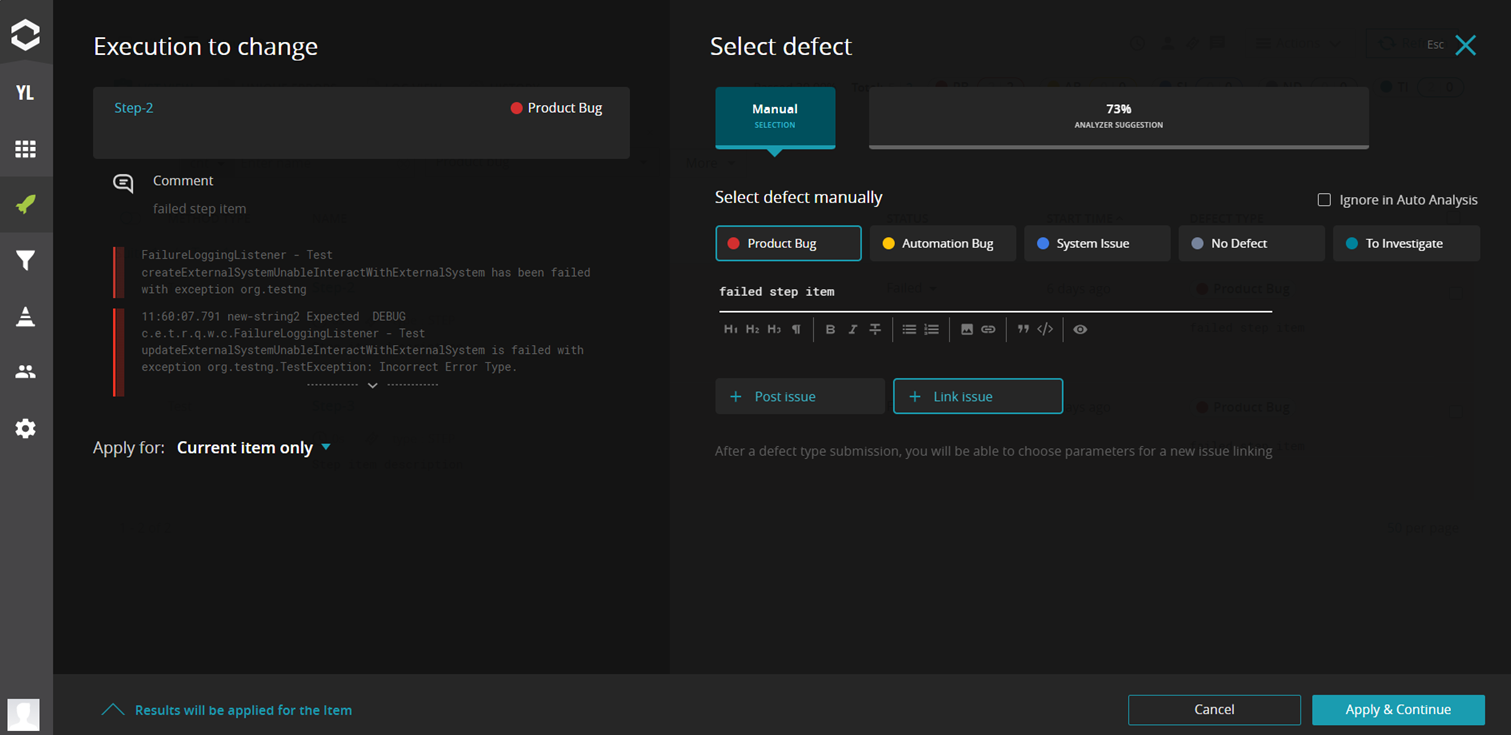 YL
Execution to change
Step-2
Product Bug
Comment
failed step item
FailureLoggingListener - Test
createExternalSystemUnableInteractWithExternalSystem has been failed
with exception org.testng
11:60:07.791 new-string2 Expected  DEBUG
c.e.t.r.q.w.c.FailureLoggingListener - Test
updateExternalSystemUnableInteractWithExternalSystem is failed with
exception org.testng.TestException: Incorrect Error Type.
Apply for: Current item only
Select defect
Esc
Manual
SELECTION
73%
ANALYZER SUGGESTION
Select defect manually
Ignore in Auto Analysis
Product Bug
Automation Bug
System Issue
No Defect
To Investigate
failed step item
H1 H2 H3 ¶ B I T
Post issue
Link issue
After a defect type submission, you will be able to choose parameters for a new issue linking
Results will be applied for the Item
Cancel
Apply & Continue